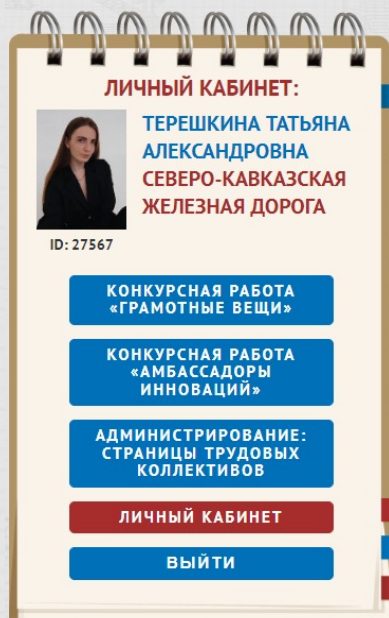 ЛИЧНЫЙ КАБИНЕТ:
ТЕРЕШКИНА ТАТЬЯНА
АЛЕКСАНДРОВНА
СЕВЕРО-КАВКАЗСКАЯ
ЖЕЛЕЗНАЯ ДОРОГА
ID: 27567
КОНКУРСНАЯ РАБОТА
«ГРАМОТНЫЕ ВЕЩИ»
КОНКУРСНАЯ РАБОТА
«АМБАССАДОРЫ
ИННОВАЦИЙ»
АДМИНИСТРИРОВАНИЕ:
СТРАНИЦЫ ТРУДОВЫХ
КОЛЛЕКТИВОВ
ЛИЧНЫЙ КАБИНЕТ
ВЫЙТИ